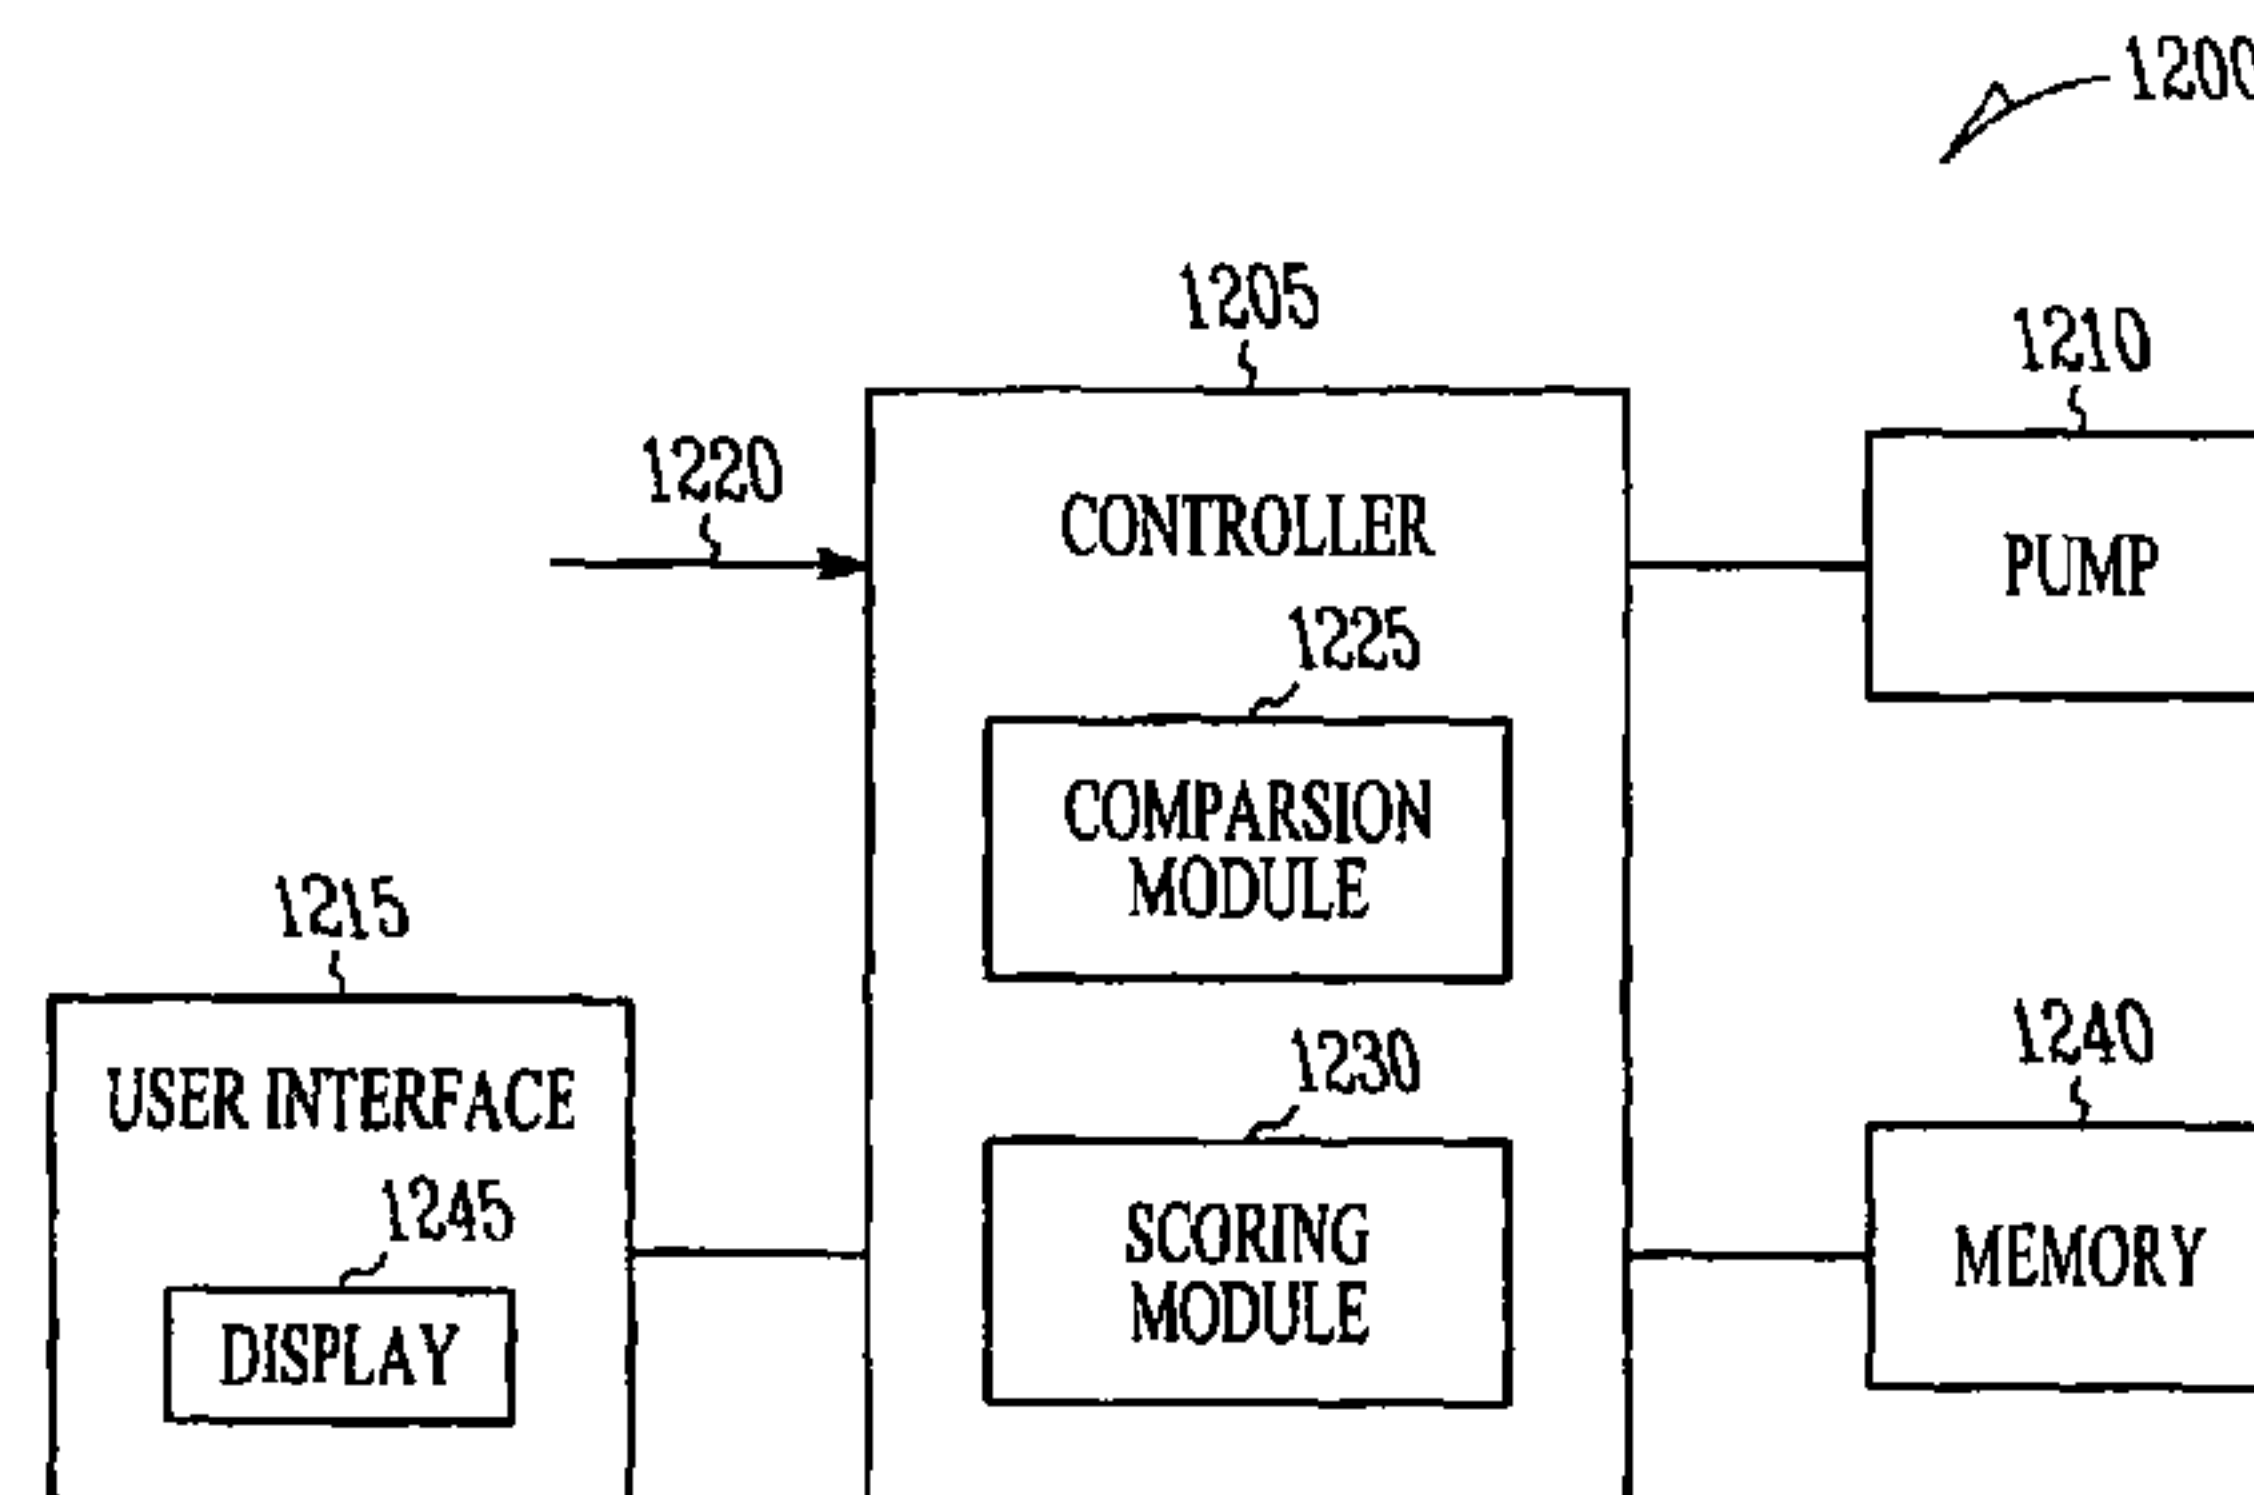 1200
1205
1210
1220
CONTROLLER
PUMP
1225
COMPARSION
MODULE
1215
1240
1230
USER INTERFACE
1245
SCORING
MODULE
MEMORY
DISPLAY